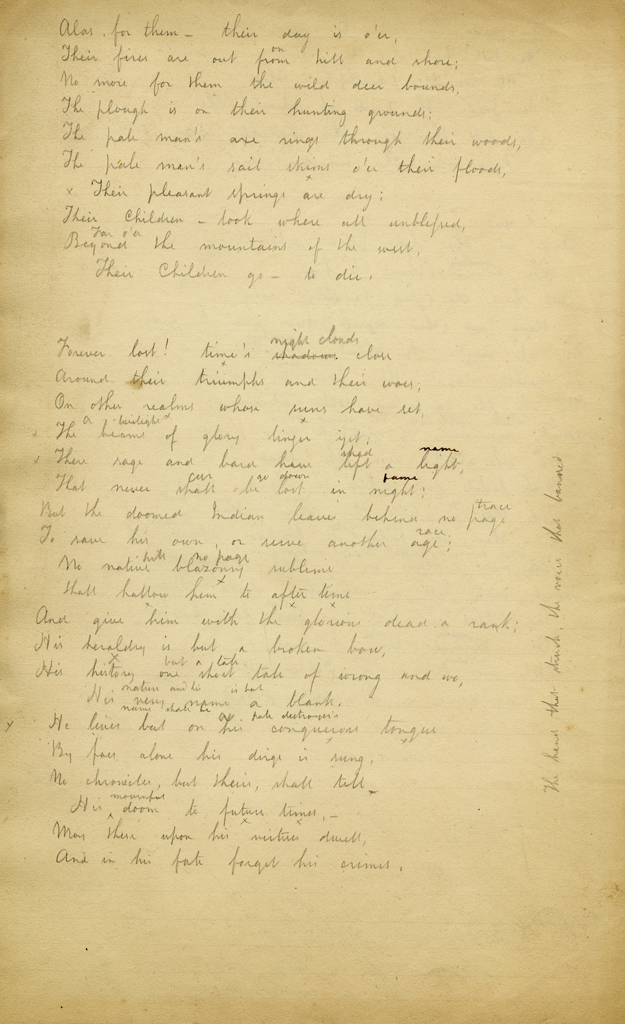 Alas, for them – their day is o'er,
on
Their fires are out from hill and shore;
No more for them the wild deer bounds,
The plough is on their hunting grounds;
The pale man's axe rings through their woods,
The pale man's sail skims o'er their floods,
x Their pleasant springs are dry;
Their Children – look where all
Far o'er
Beyond the mountains of the west,
Their Children go – to die.
night clouds
Forever lost! time's shadows close
Around their triumphs and their woes;
On other realms whose suns have set,
A twilight
x The beams of glory linger yet;
shed name
x There sage and bard have left a light,
can go down fame
That never shall be lost in night;
trace
But the doomed Indian leaves behind no page
race
To save his own, or serve another age;
with no page
No native blazonry sublime
Shall hallow them to after time
And give him with the glorious dead a rank;
His heraldry is but a broken bow,
but a tale
His history one short tale of wrong and wo,
nature and is but
His very name a blank.
name shall be on pale destroyer's
x He lives but on his conquerors tongue
By foes alone his dirge is sung,
No chronicler, but theirs, shall tell
mournful
His doom to future times, –
May these upon his virtues dwell,
And in his fate forget his crimes.
The hand that the voice that banned